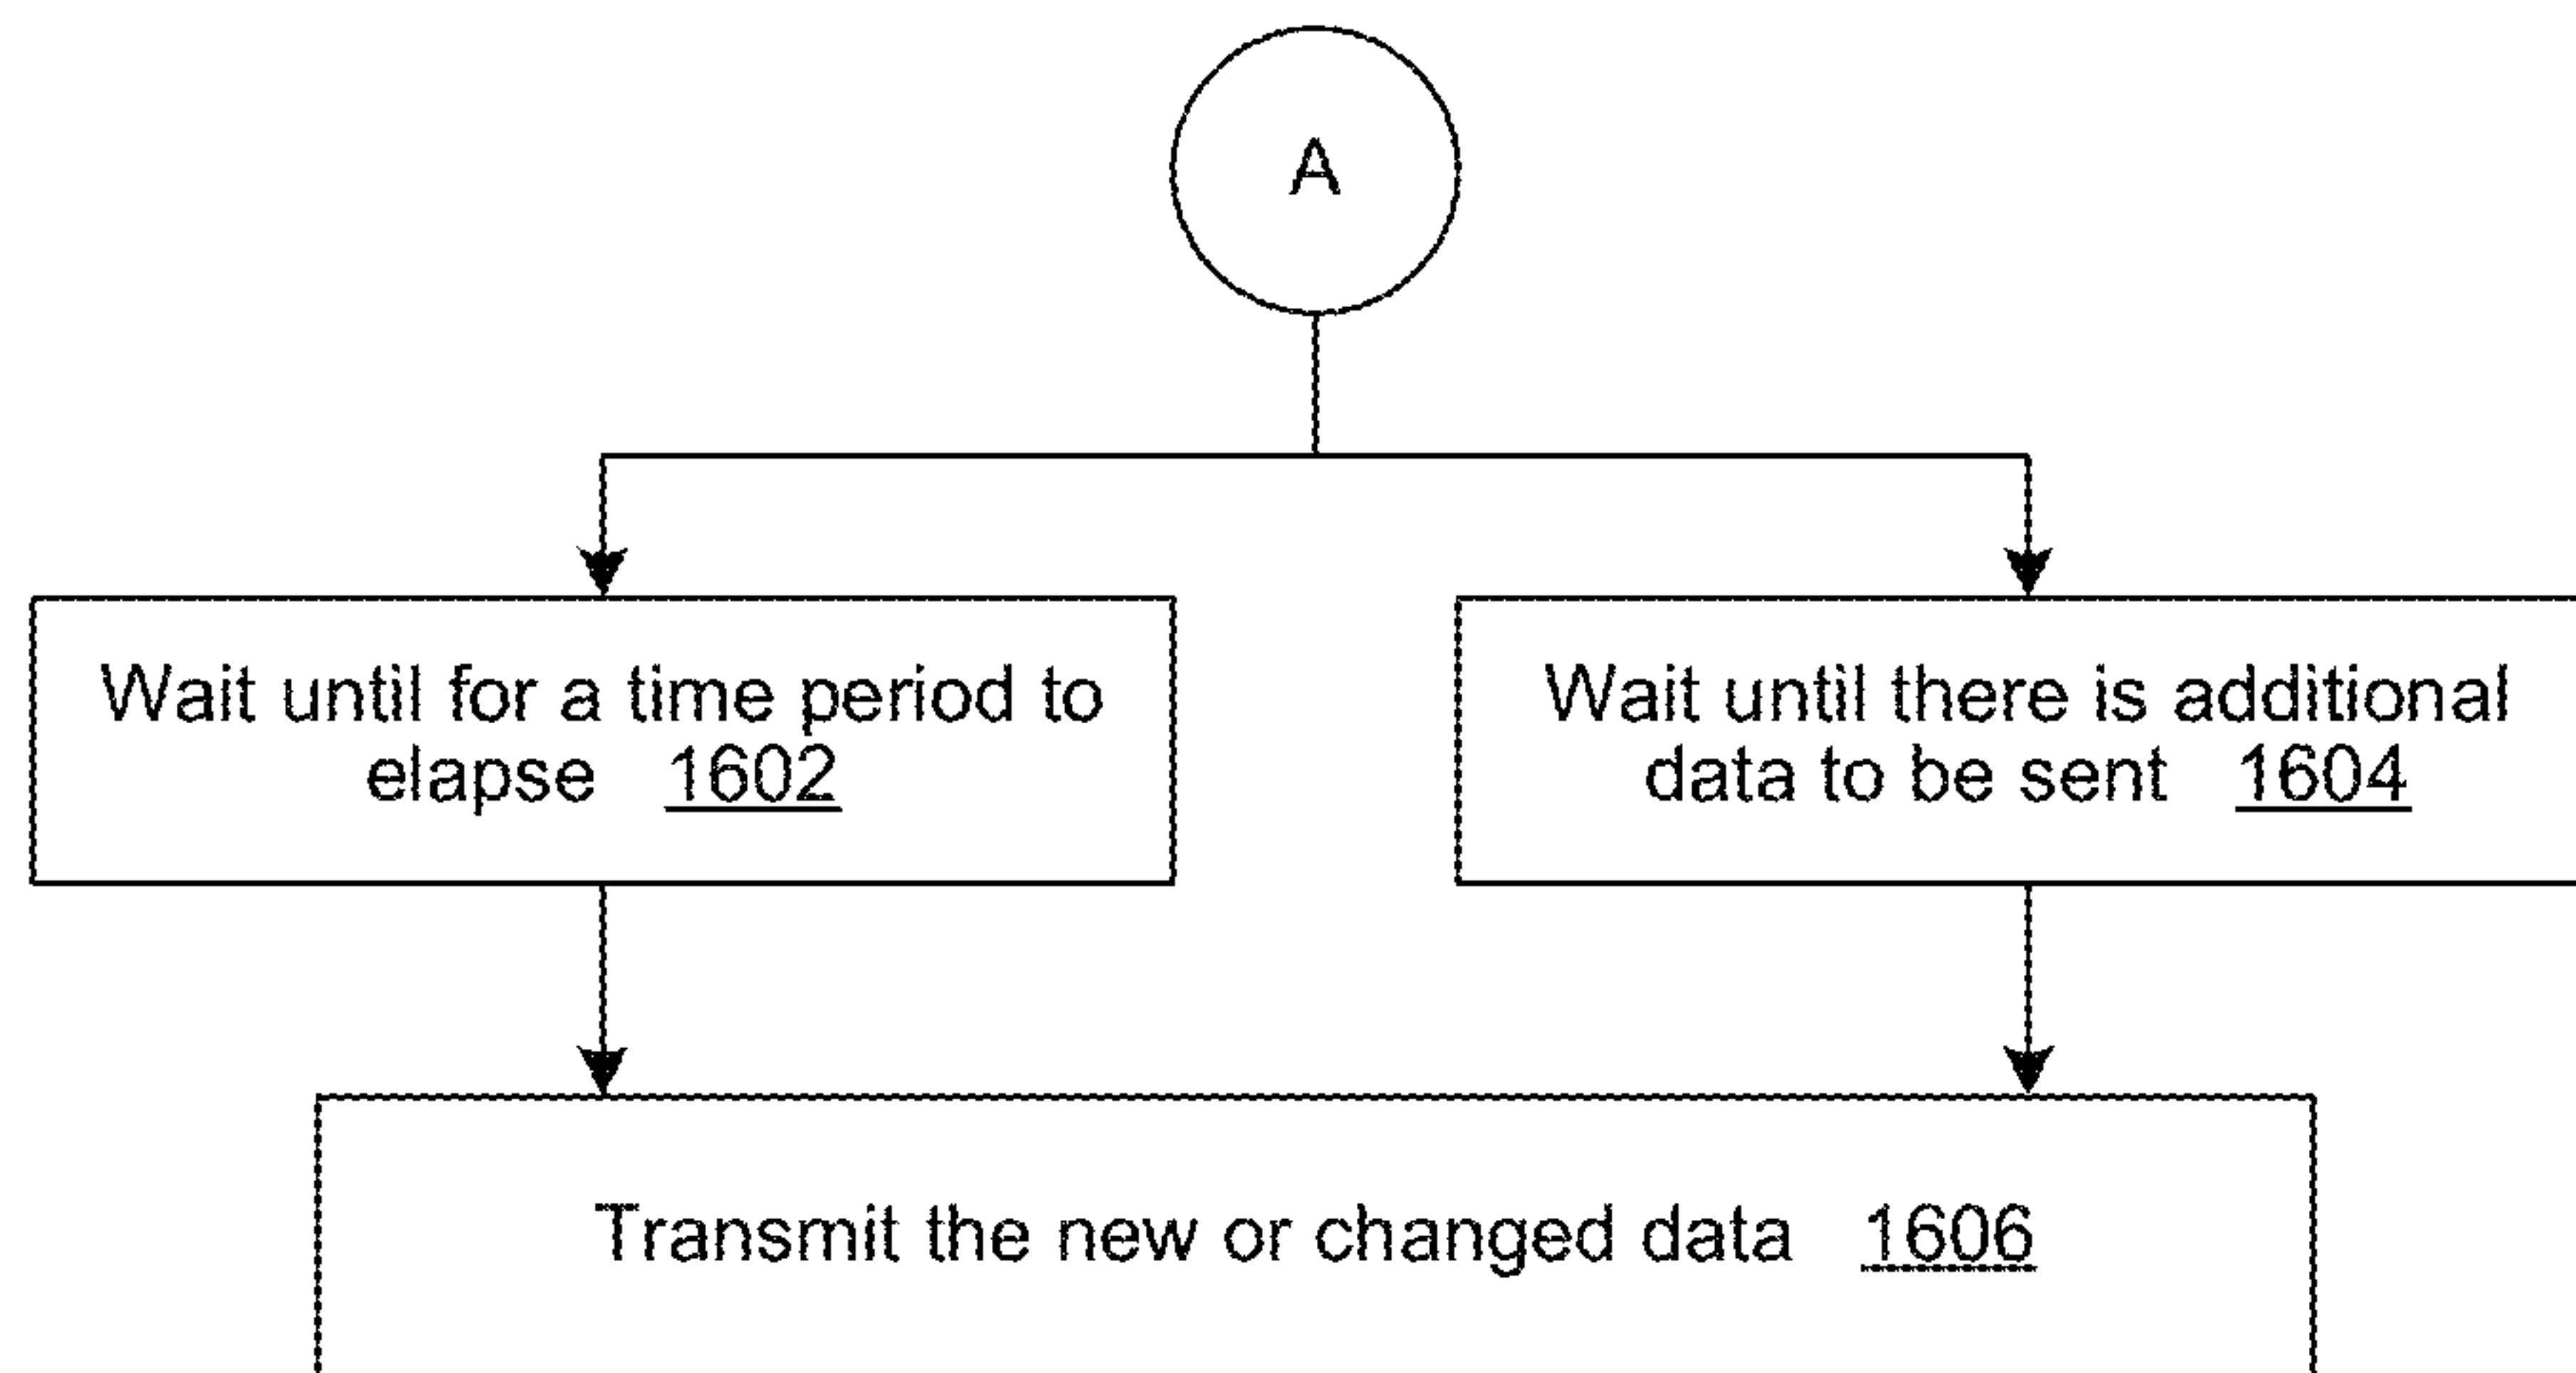 A
Wait until for a time period to
elapse 1602
Wait until there is additional
data to be sent 1604
Transmit the new or changed data 1606